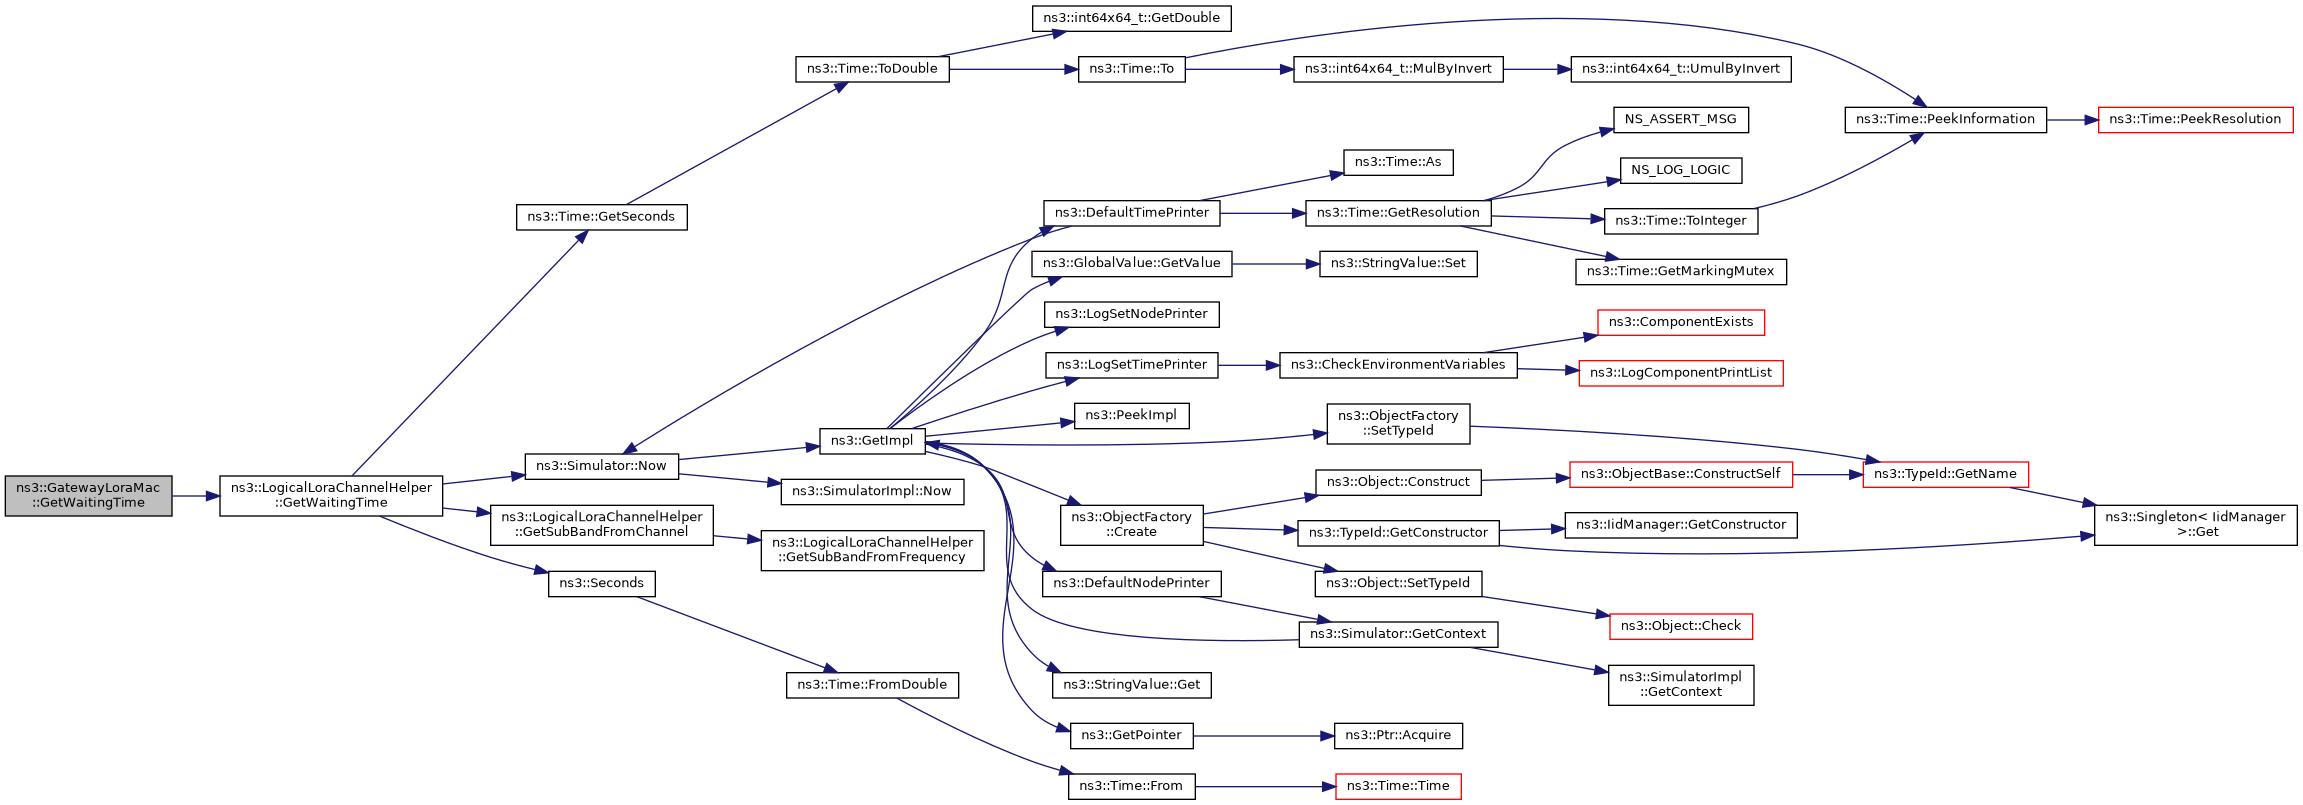 ns3::GatewayLoraMac
::GetWaitingTime
ns3::LogicalLoraChannelHelper
::GetWaitingTime
ns3::Time::GetSeconds
ns3::Simulator::Now
ns3::LogicalLoraChannelHelper
::GetSubBandFromChannel
ns3::Seconds
ns3::Time::ToDouble
ns3::GetImpl
ns3::SimulatorImpl::Now
ns3::LogicalLoraChannelHelper
::GetSubBandFromFrequency
ns3::Time::FromDouble
ns3::int64x64_t::GetDouble
ns3::Time::To
ns3::DefaultTimePrinter
ns3::GlobalValue::GetValue
ns3::LogSetNodePrinter
ns3::LogSetTimePrinter
ns3::PeekImpl
ns3::ObjectFactory
::Create
ns3::DefaultNodePrinter
ns3::StringValue::Get
ns3::GetPointer
ns3::Time::From
ns3::int64x64_t::MulByInvert
ns3::Time::As
ns3::Time::GetResolution
ns3::StringValue::Set
ns3::CheckEnvironmentVariables
ns3::ObjectFactory
::SetTypeId
ns3::Object::Construct
ns3::TypeId::GetConstructor
ns3::Object::SetTypeId
ns3::Simulator::GetContext
ns3::Ptr::Acquire
ns3::Time::Time
ns3::int64x64_t::UmulByInvert
NS_ASSERT_MSG
NS_LOG_LOGIC
ns3::Time::ToInteger
ns3::Time::GetMarkingMutex
ns3::ComponentExists
ns3::LogComponentPrintList
ns3::ObjectBase::ConstructSelf
ns3::IidManager::GetConstructor
ns3::Object::Check
ns3::SimulatorImpl
::GetContext
ns3::Time::PeekInformation
ns3::TypeId::GetName
ns3::Time::PeekResolution
ns3::Singleton< IidManager
>::Get